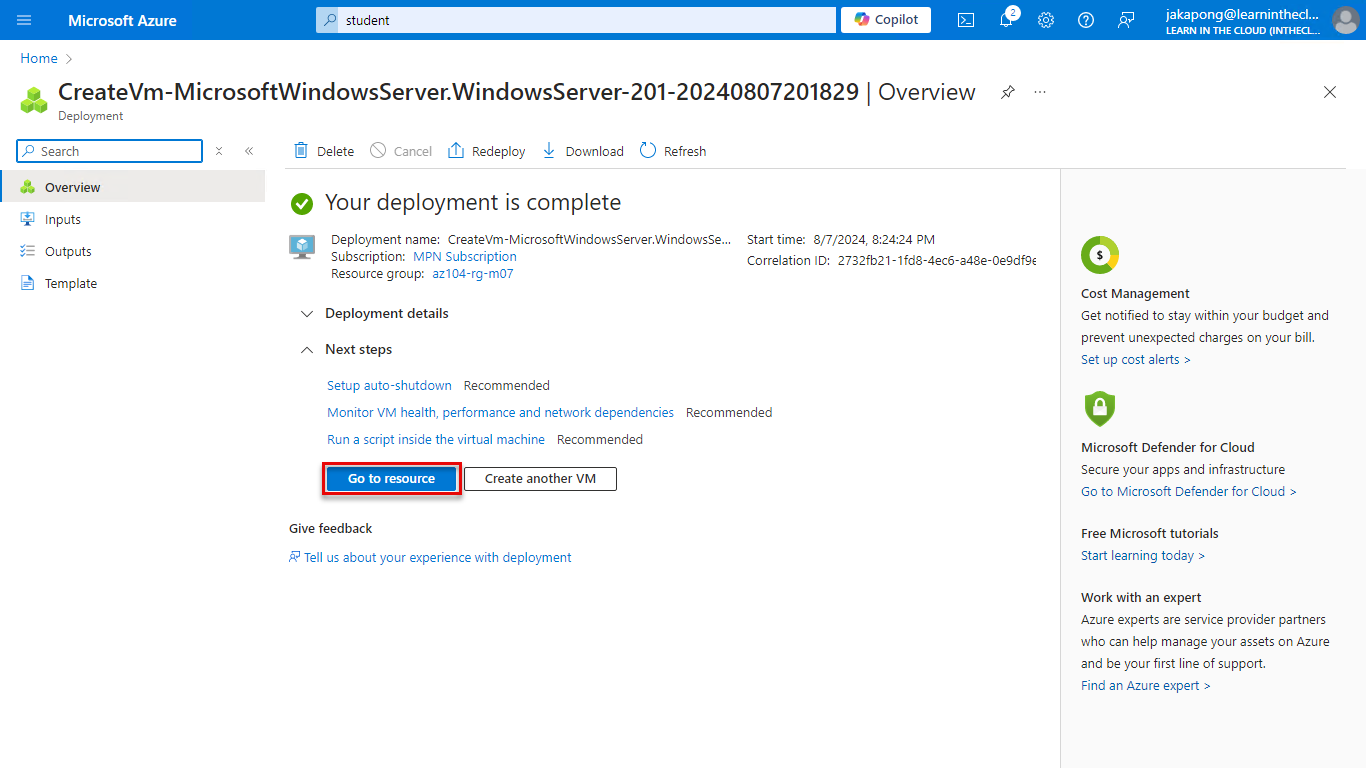 Microsoft Azure
student
Copilot
2
jakapong@learninthecl...
LEARN IN THE CLOUD (INTHECL...
Home
CreateVm-MicrosoftWindowsServer.WindowsServer-201-20240807201829 | Overview
Deployment
Search
Delete
Cancel
Redeploy
Download
Refresh
Overview
Inputs
Outputs
Template
Your deployment is complete
Deployment name: CreateVm-MicrosoftWindowsServer.WindowsSe...
Subscription: MPN Subscription
Resource group: az104-rg-m07
Start time: 8/7/2024, 8:24:24 PM
Correlation ID: 2732fb21-1fd8-4ec6-a48e-0e9df9e
Deployment details
Next steps
Setup auto-shutdown Recommended
Monitor VM health, performance and network dependencies Recommended
Run a script inside the virtual machine Recommended
Go to resource
Create another VM
Give feedback
Tell us about your experience with deployment
$
Cost Management
Get notified to stay within your budget and
prevent unexpected charges on your bill.
Set up cost alerts >
Microsoft Defender for Cloud
Secure your apps and infrastructure
Go to Microsoft Defender for Cloud >
Free Microsoft tutorials
Start learning today >
Work with an expert
Azure experts are service provider partners
who can help manage your assets on Azure
and be your first line of support.
Find an Azure expert >